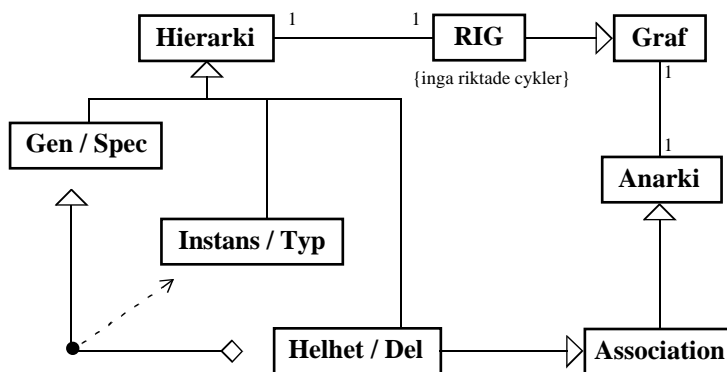 Hierarki
1
1
RIG
Graf
{inga riktade cykler}
1
Gen / Spec
1
Anarki
Instans / Typ
Helhet / Del
Association